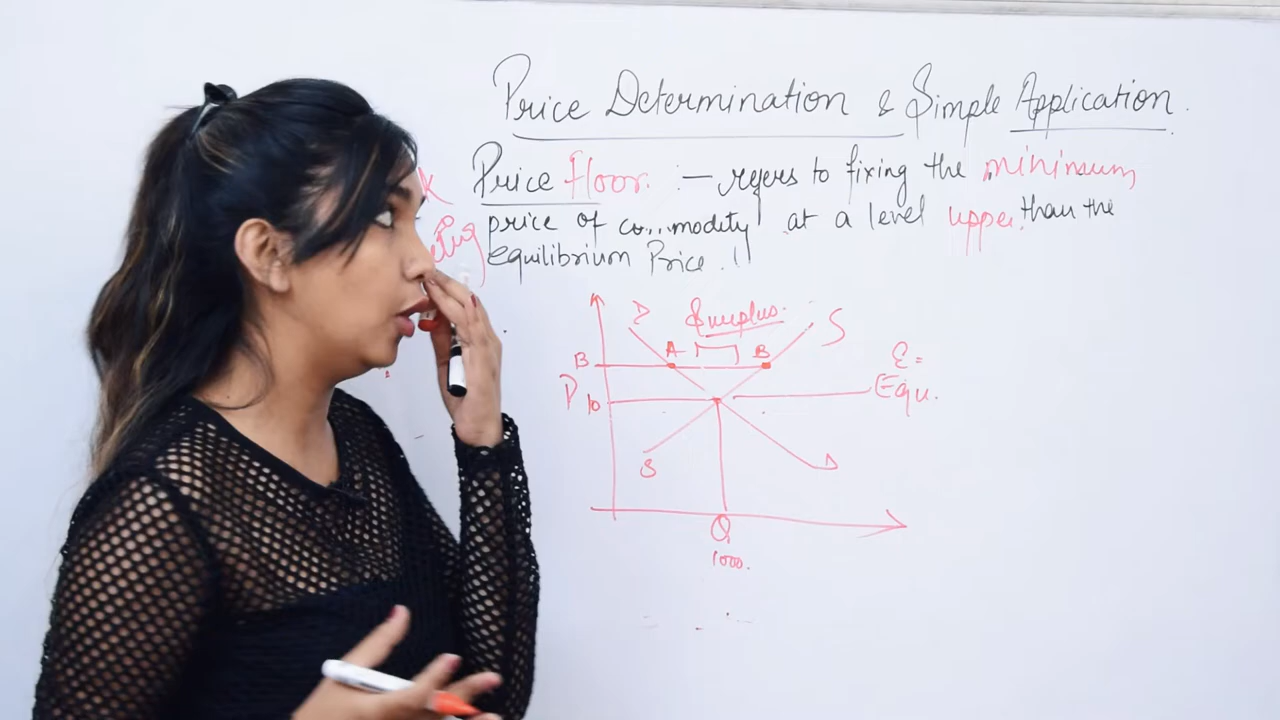 Price Determination & Simple Application.
Price Floor. :- refers to fixing the minimum
price of commodity at a level upper than the
equilibrium Price. !!
D Surplus. S
A B
B E =
P 10 Equ.
S D
Q
1000.